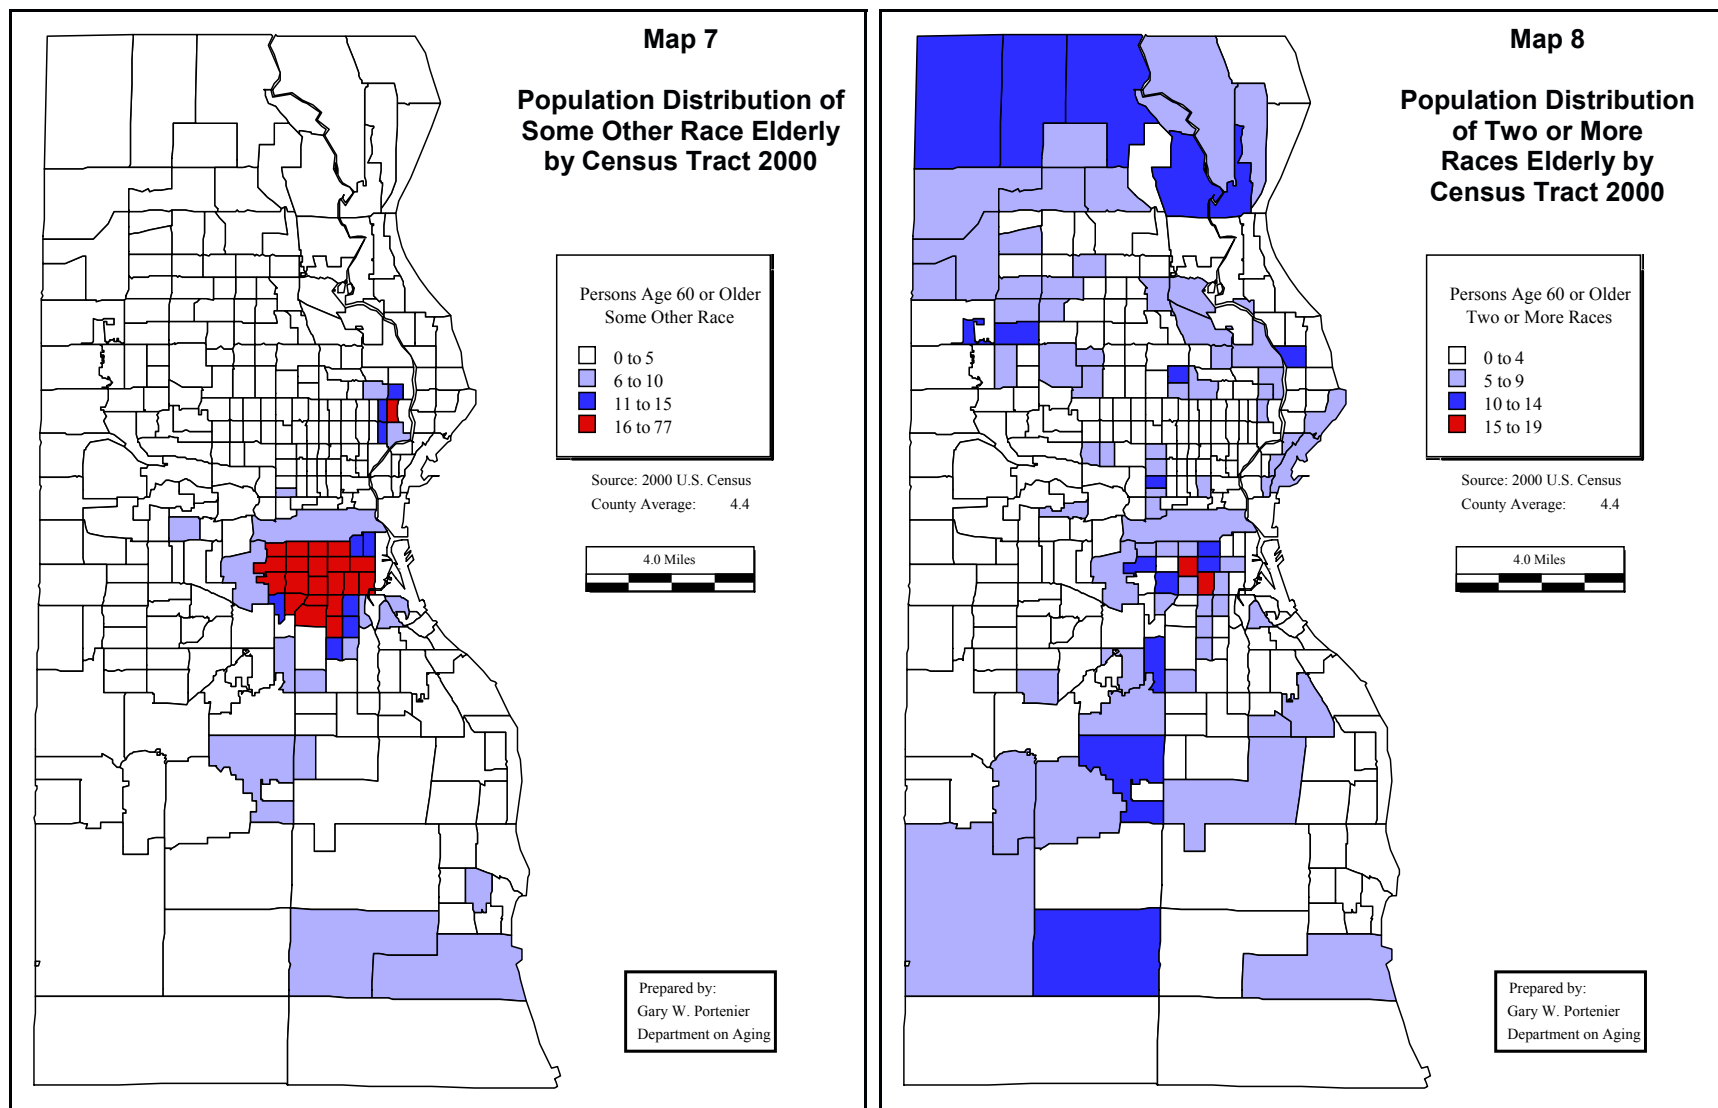 Map 7
Population Distribution of
Some Other Race Elderly
by Census Tract 2000
Persons Age 60 or Older
Some Other Race
0 to 5
6 to 10
11 to 15
16 to 77
Source: 2000 U.S. Census
County Average: 4.4
4.0 Miles
Prepared by:
Gary W. Portenier
Department on Aging
Map 8
Population Distribution
of Two or More
Races Elderly by
Census Tract 2000
Persons Age 60 or Older
Two or More Races
0 to 4
5 to 9
10 to 14
15 to 19
Source: 2000 U.S. Census
County Average: 4.4
4.0 Miles
Prepared by:
Gary W. Portenier
Department on Aging